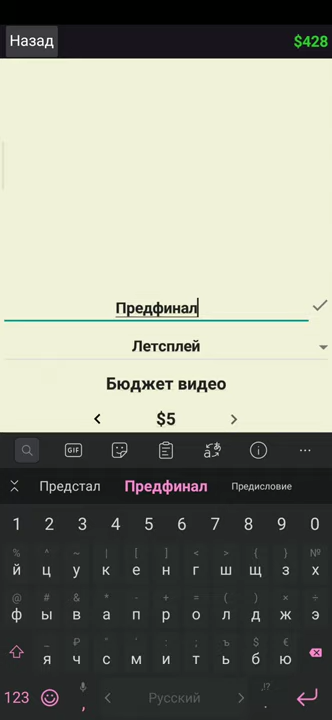 Назад $428
Предфинал
Летсплей
Бюджет видео
$5
GIF
Предстал Предфинал Предисловие
1 2 3 4 5 6 7 8 9 0
% ^ ~ | [ ] < > { } №
й ц у к е н г ш щ з х
@ # & * - + = ( ) _ "
ф ы в а п р о л д ж э
я ч с м и т ь б ю
123 , Русский .